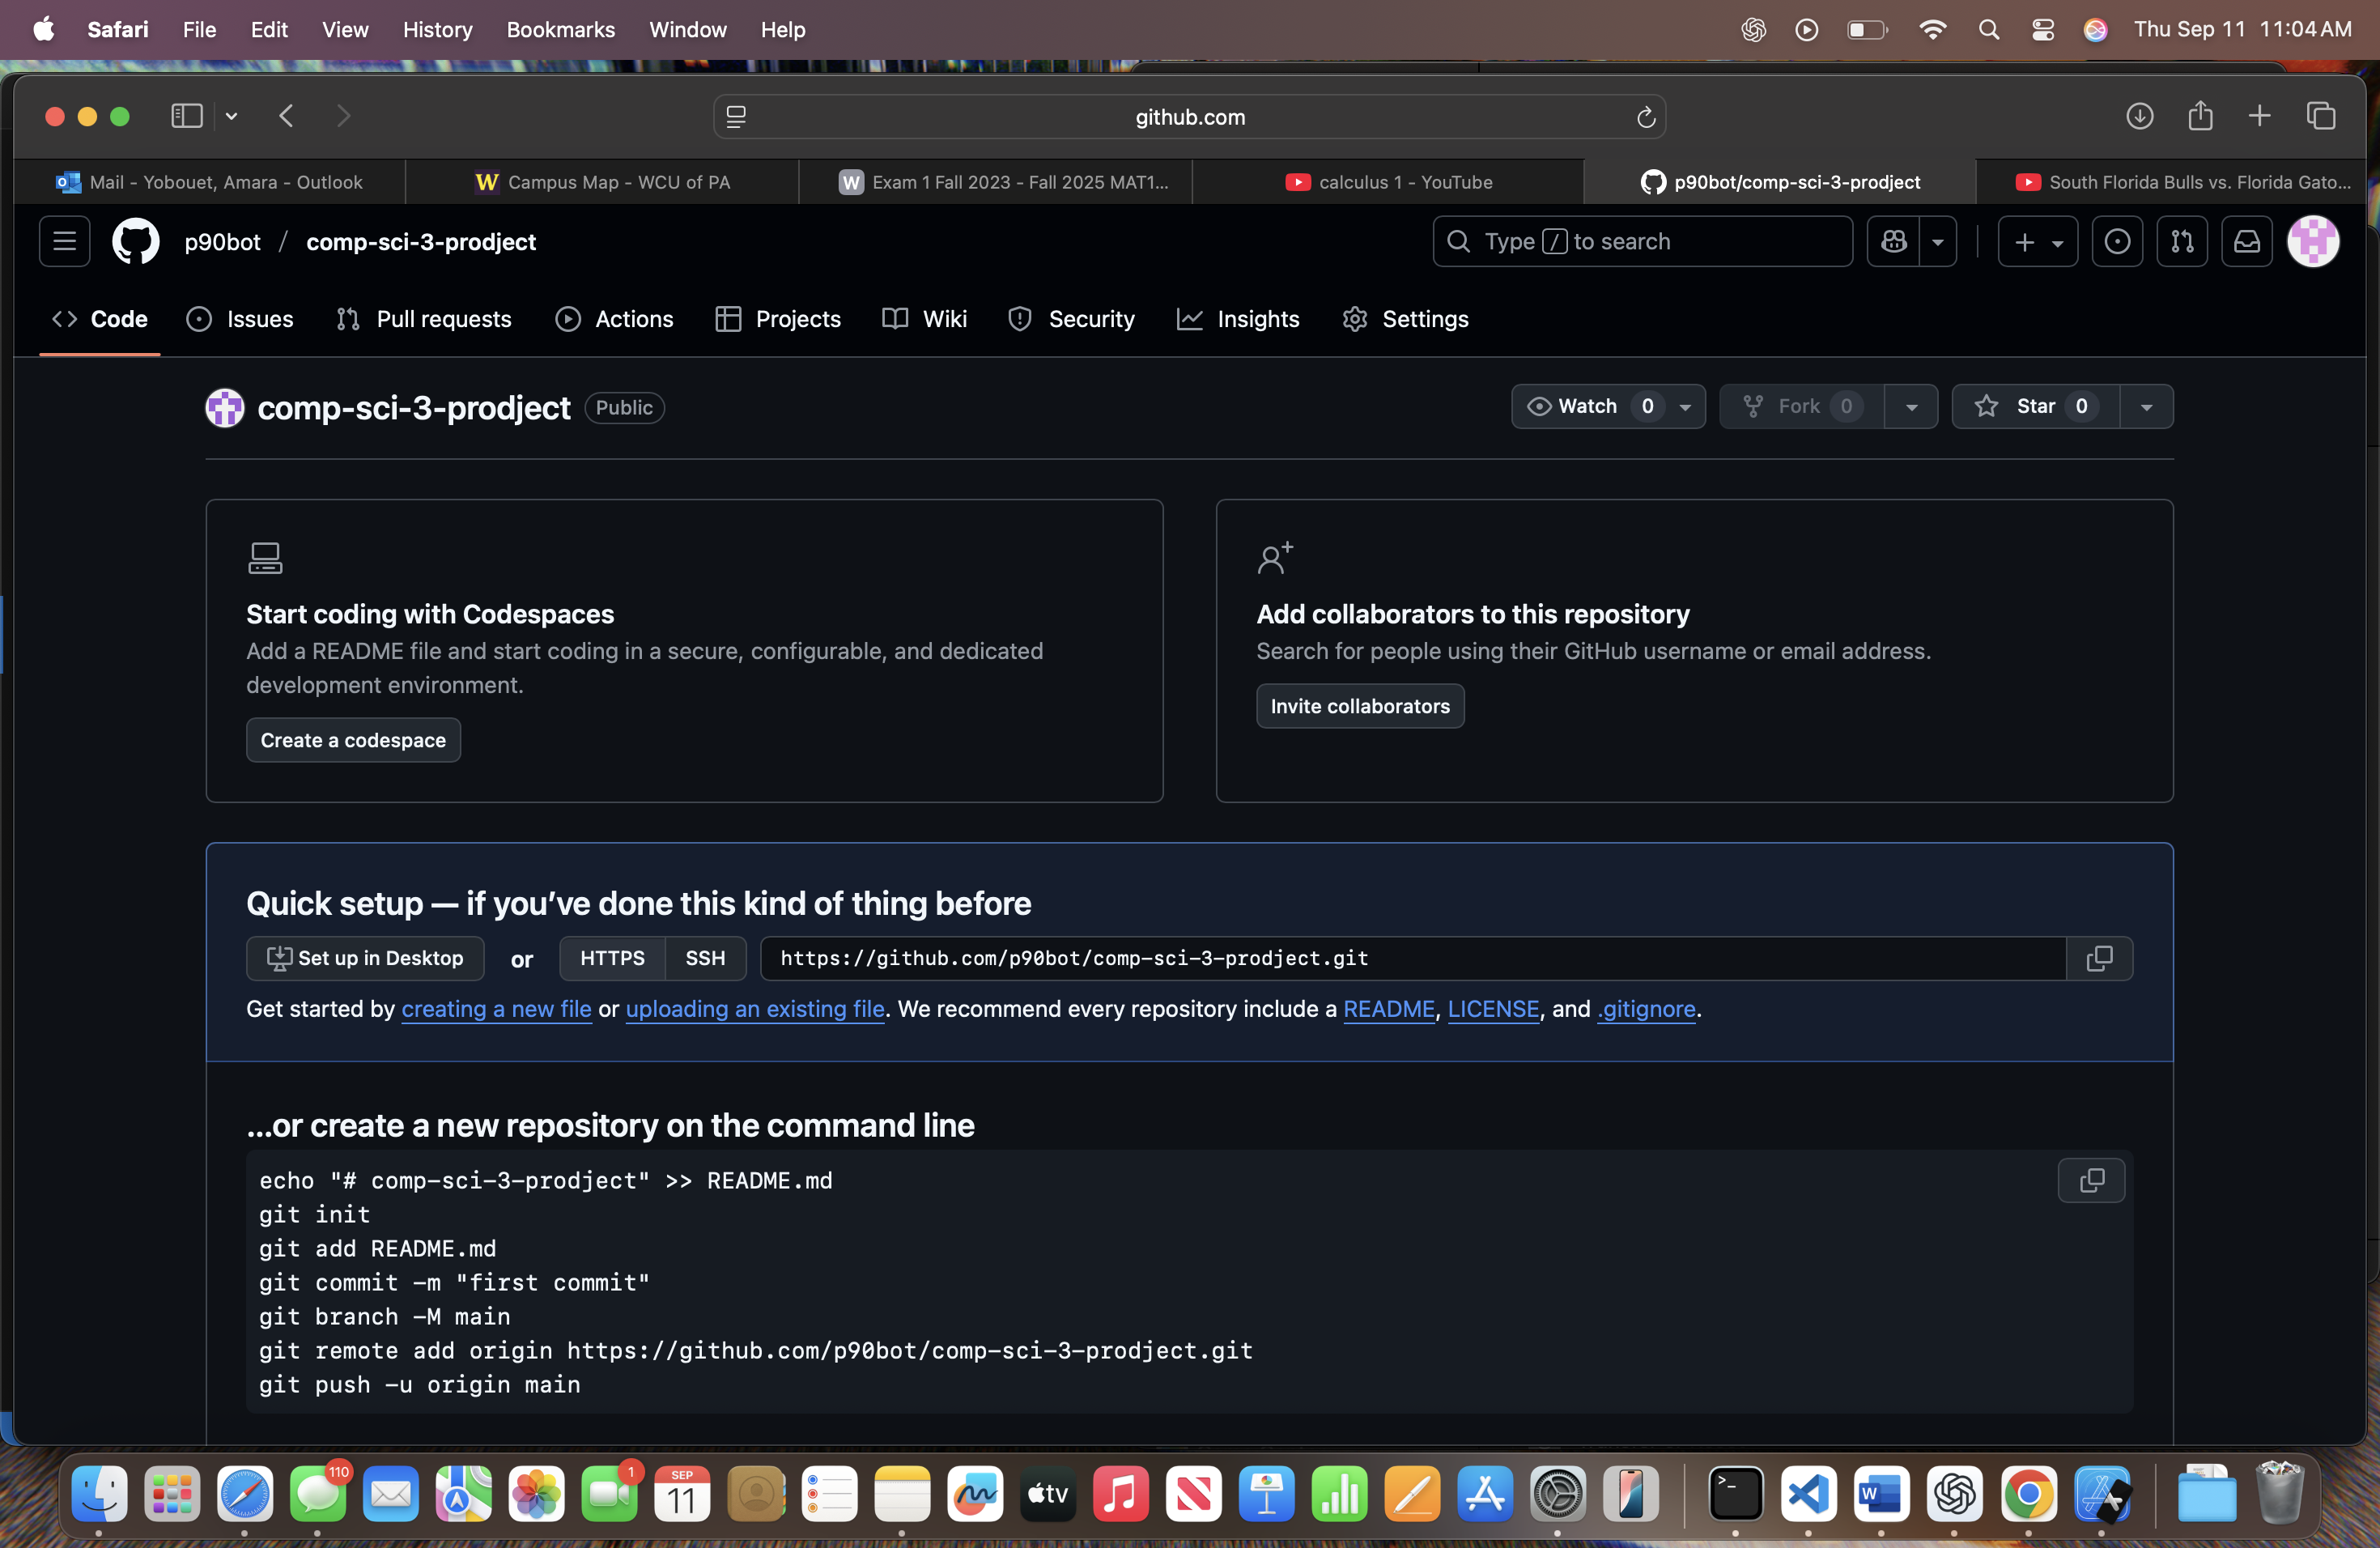 Safari File Edit View History Bookmarks Window Help Thu Sep 11 11:04 AM
github.com
Mail - Yobouet, Amara - Outlook W Campus Map - WCU of PA W Exam 1 Fall 2023 - Fall 2025 MAT1... calculus 1 - YouTube p90bot/comp-sci-3-prodject South Florida Bulls vs. Florida Gato...
p90bot / comp-sci-3-prodject Type / to search
Code Issues Pull requests Actions Projects Wiki Security Insights Settings
comp-sci-3-prodject Public Watch 0 Fork 0 Star 0
Start coding with Codespaces
Add a README file and start coding in a secure, configurable, and dedicated
development environment.
Create a codespace
Add collaborators to this repository
Search for people using their GitHub username or email address.
Invite collaborators
Quick setup — if you’ve done this kind of thing before
Set up in Desktop or HTTPS SSH https://github.com/p90bot/comp-sci-3-prodject.git
Get started by creating a new file or uploading an existing file. We recommend every repository include a README, LICENSE, and .gitignore.
…or create a new repository on the command line
echo "# comp-sci-3-prodject" >> README.md
git init
git add README.md
git commit -m "first commit"
git branch -M main
git remote add origin https://github.com/p90bot/comp-sci-3-prodject.git
git push -u origin main
110 1 SEP 11 tv >_ W